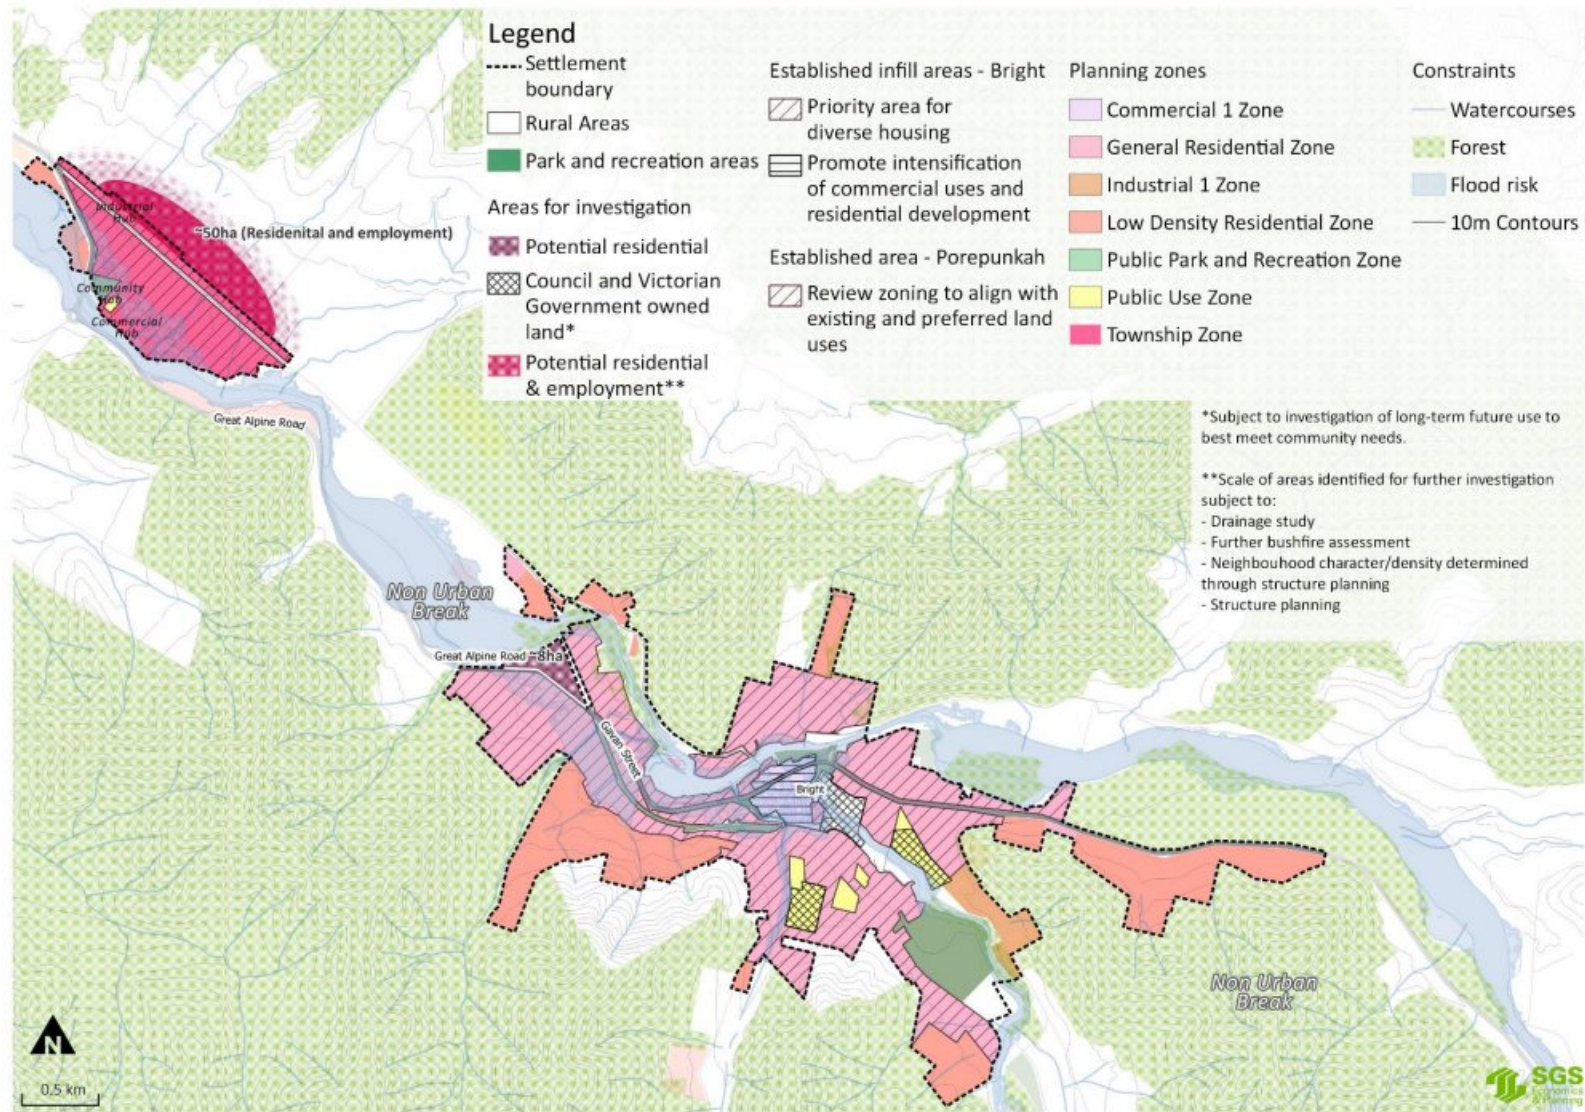 Legend
Settlement
boundary
Rural Areas
Park and recreation areas
Areas for investigation
Potential residential
Council and Victorian
Government owned
land*
Potential residential
& employment**
Established infill areas - Bright
Priority area for
diverse housing
Promote intensification
of commercial uses and
residential development
Established area - Porepunkah
Review zoning to align with
existing and preferred land
uses
Planning zones
Commercial 1 Zone
General Residential Zone
Industrial 1 Zone
Low Density Residential Zone
Public Park and Recreation Zone
Public Use Zone
Township Zone
Constraints
Watercourses
Forest
Flood risk
10m Contours
*Subject to investigation of long-term future use to
best meet community needs.
**Scale of areas identified for further investigation
subject to:
- Drainage study
- Further bushfire assessment
- Neighbouhood character/density determined
through structure planning
- Structure planning
Industrial
Hub
~50ha (Residenital and employment)
Community
Hub
Commercial
Hub
Great Alpine Road
Non Urban
Break
Great Alpine Road
~8ha
Gavan Street
Bright
Non Urban
Break
N
0.5 km
SGS
Economics
& Planning